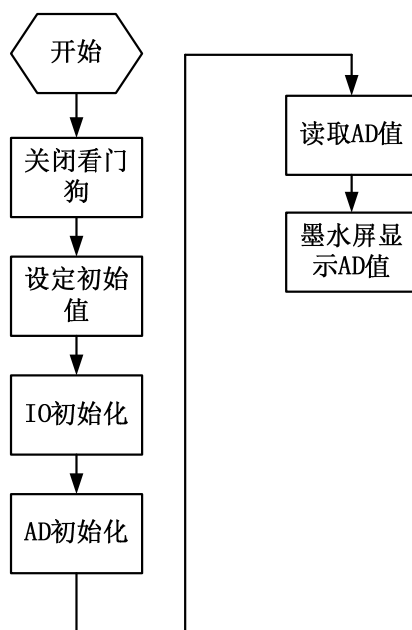 开始
关闭看门
狗
设定初始
值
IO初始化
AD初始化
读取AD值
墨水屏显
示AD值